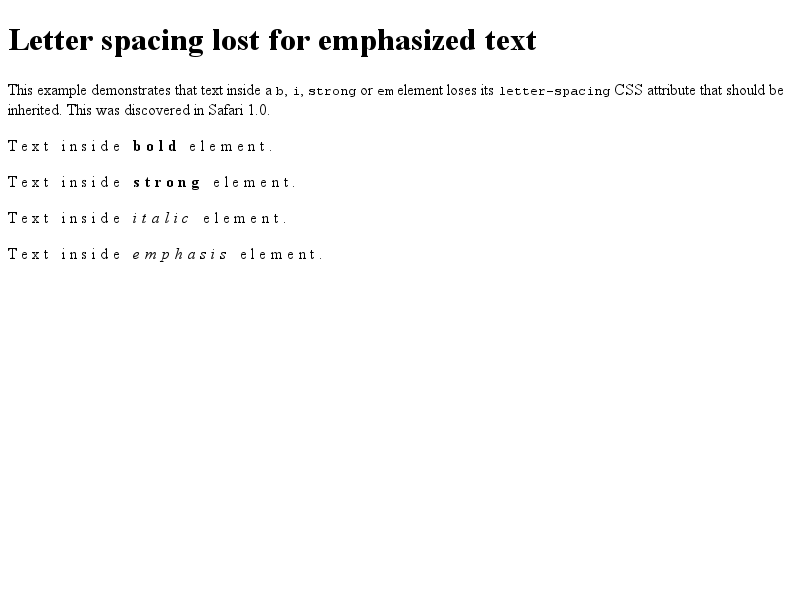 Letter spacing lost for emphasized text
This example demonstrates that text inside a b, i, strong or em element loses its letter-spacing CSS attribute that should be
inherited. This was discovered in Safari 1.0.
Text inside bold element.
Text inside strong element.
Text inside italic element.
Text inside emphasis element.